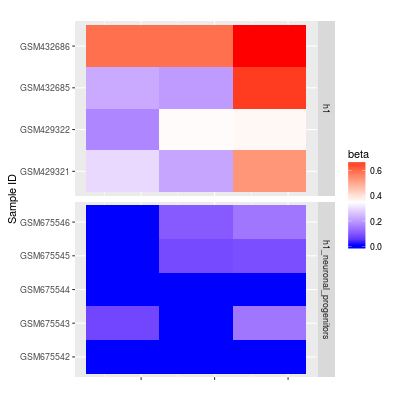 GSM432686
GSM432685
GSM429322
GSM429321
h1
GSM675546
GSM675545
GSM675544
GSM675543
GSM675542
h1_neuronal_progenitors
Sample ID
beta
0.6
0.4
0.2
0.0